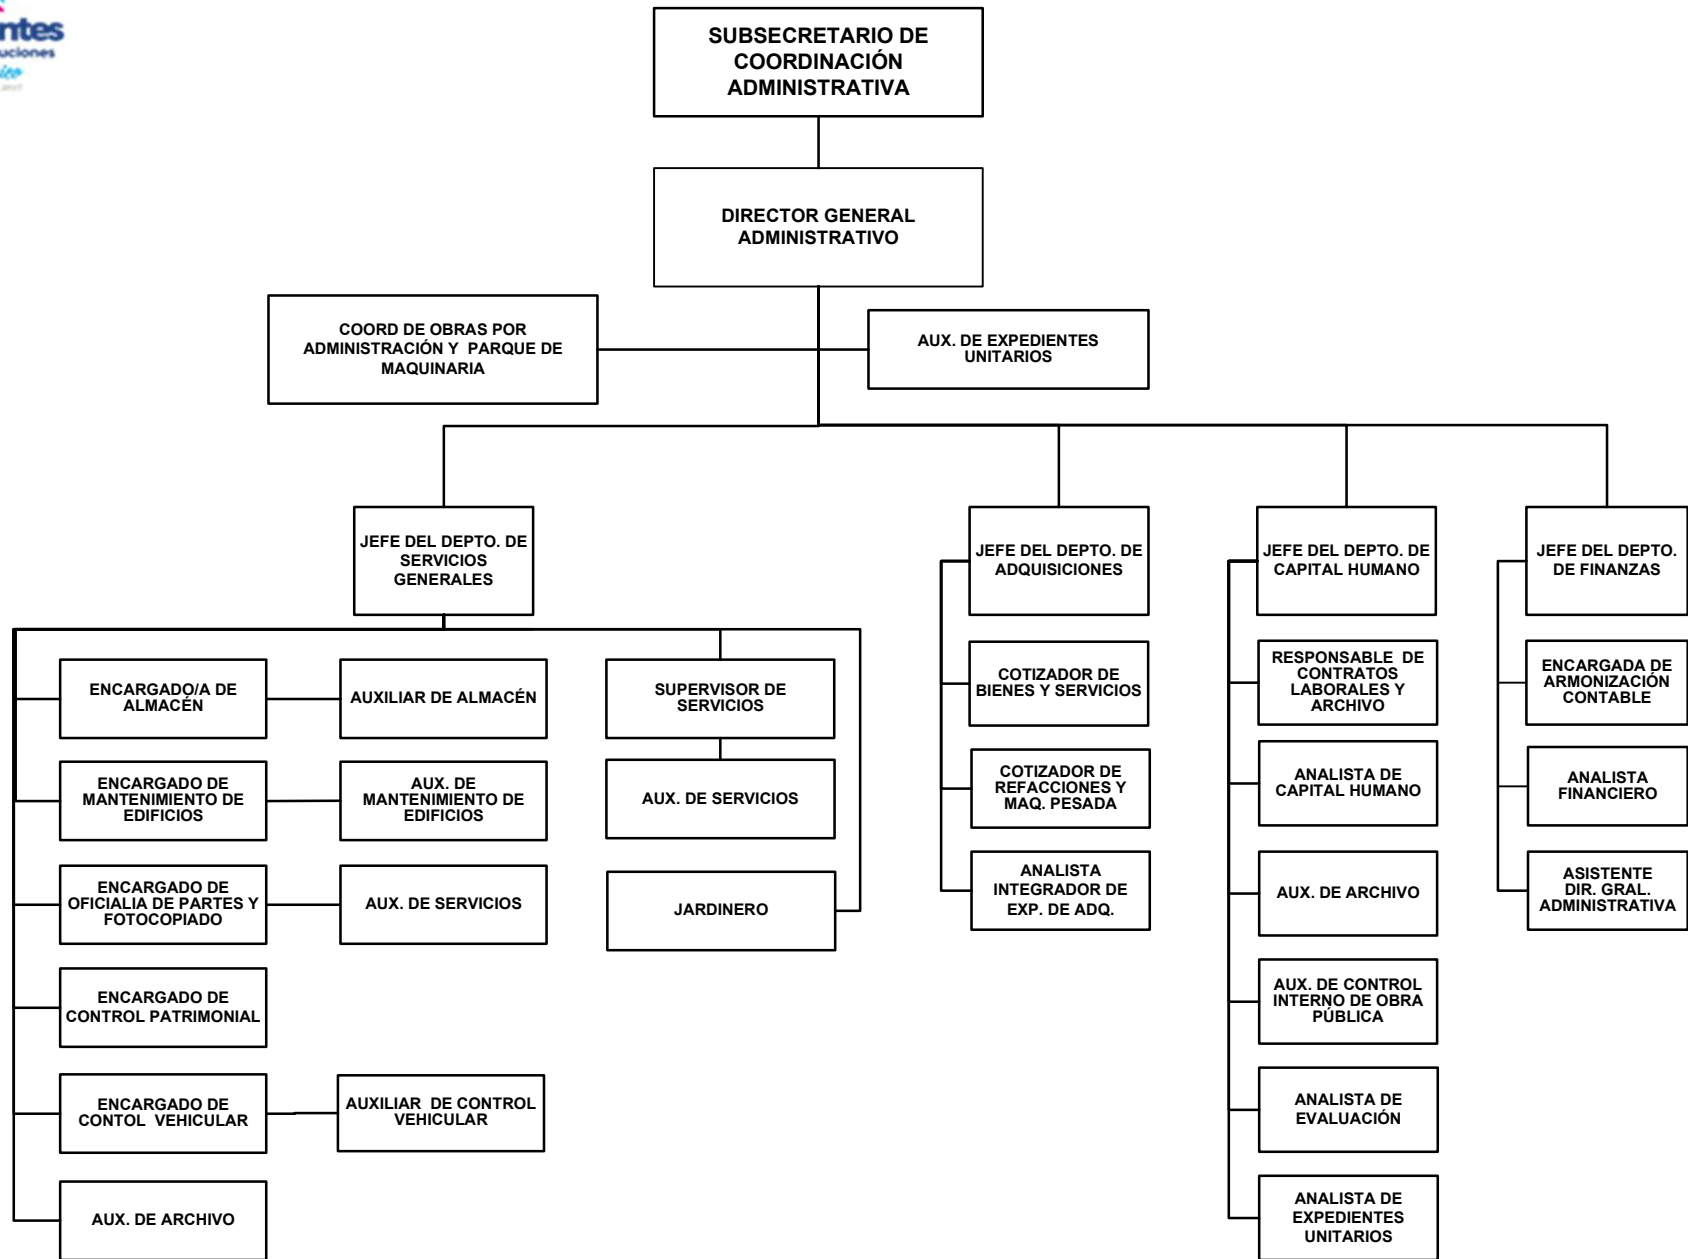 ntes
uciones
SUBSECRETARIO DE
COORDINACIÓN
ADMINISTRATIVA
DIRECTOR GENERAL
ADMINISTRATIVO
COORD DE OBRAS POR
ADMINISTRACIÓN Y PARQUE DE
MAQUINARIA
AUX. DE EXPEDIENTES
UNITARIOS
JEFE DEL DEPTO. DE
SERVICIOS
GENERALES
JEFE DEL DEPTO. DE
ADQUISICIONES
JEFE DEL DEPTO. DE
CAPITAL HUMANO
JEFE DEL DEPTO.
DE FINANZAS
ENCARGADO/A DE
ALMACÉN
AUXILIAR DE ALMACÉN
SUPERVISOR DE
SERVICIOS
COTIZADOR DE
BIENES Y SERVICIOS
RESPONSABLE DE
CONTRATOS
LABORALES Y
ARCHIVO
ENCARGADA DE
ARMONIZACIÓN
CONTABLE
ENCARGADO DE
MANTENIMIENTO DE
EDIFICIOS
AUX. DE
MANTENIMIENTO DE
EDIFICIOS
AUX. DE SERVICIOS
COTIZADOR DE
REFACCIONES Y
MAQ. PESADA
ANALISTA DE
CAPITAL HUMANO
ANALISTA
FINANCIERO
ENCARGADO DE
OFICIALIA DE PARTES Y
FOTOCOPIADO
AUX. DE SERVICIOS
JARDINERO
ANALISTA
INTEGRADOR DE
EXP. DE ADQ.
AUX. DE ARCHIVO
ASISTENTE
DIR. GRAL.
ADMINISTRATIVA
ENCARGADO DE
CONTROL PATRIMONIAL
AUX. DE CONTROL
INTERNO DE OBRA
PÚBLICA
ENCARGADO DE
CONTOL VEHICULAR
AUXILIAR DE CONTROL
VEHICULAR
ANALISTA DE
EVALUACIÓN
AUX. DE ARCHIVO
ANALISTA DE
EXPEDIENTES
UNITARIOS